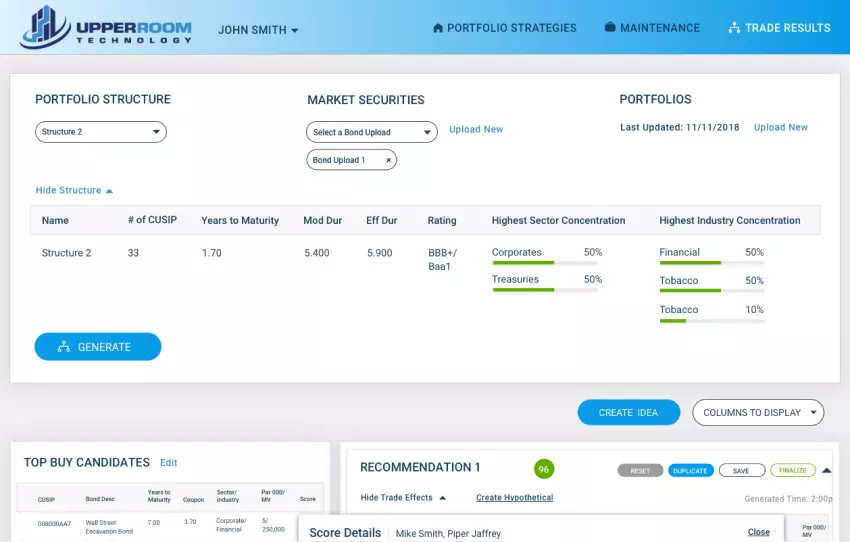 UPPERROOM
TECHNOLOGY
JOHN SMITH
PORTFOLIO STRATEGIES
MAINTENANCE
TRADE RESULTS
PORTFOLIO STRUCTURE
MARKET SECURITIES
PORTFOLIOS
Structure 2
Select a Bond Upload
Upload New
Last Updated: 11/11/2018
Upload New
Bond Upload 1 ×
Hide Structure
Name # of CUSIP Years to Maturity Mod Dur Eff Dur Rating Highest Sector Concentration Highest Industry Concentration
Structure 2 33 1.70 5.400 5.900 BBB+/ Corporates 50% Financial 50%
Baa1
Treasuries 50% Tobacco 50%
Tobacco 10%
GENERATE
CREATE IDEA
COLUMNS TO DISPLAY
TOP BUY CANDIDATES Edit
CUSIP Bond Desc Years to Maturity Coupon Sector/ Industry Par 000/ MV Score
008000AA7 Wall Street Escavation Bond 7.00 3.70 Corporate/ Financial 5/ 250,000
RECOMMENDATION 1
96
RESET
DUPLICATE
SAVE
FINALIZE
Hide Trade Effects
Create Hypothetical
Generated Time: 2:00p
Par 000/
MV
Score Details Mike Smith, Piper Jaffrey Close